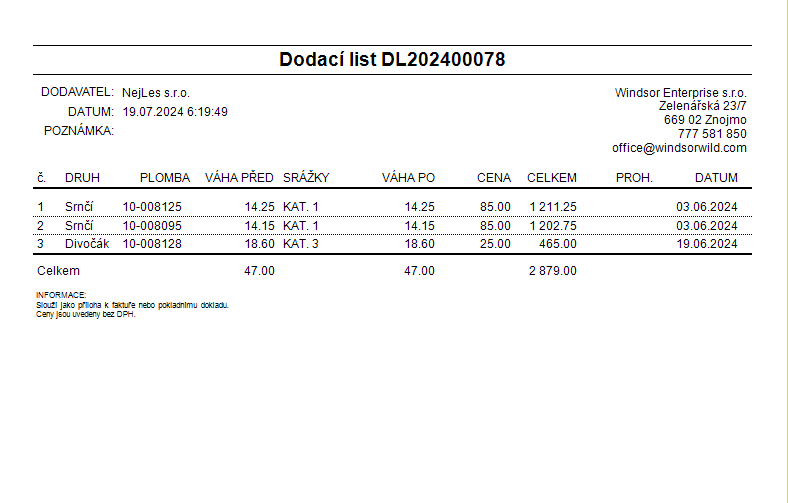 Dodací list DL202400078
DODAVATEL: NejLes s.r.o.
DATUM: 19.07.2024 6:19:49
POZNÁMKA:
Windsor Enterprise s.r.o.
Zelenářská 23/7
669 02 Znojmo
777 581 850
office@windsorwild.com
č. DRUH PLOMBA VÁHA PŘED SRÁŽKY VÁHA PO CENA CELKEM PROH. DATUM
1 Srnčí 10-008125 14.25 KAT. 1 14.25 85.00 1 211.25 03.06.2024
2 Srnčí 10-008095 14.15 KAT. 1 14.15 85.00 1 202.75 03.06.2024
3 Divočák 10-008128 18.60 KAT. 3 18.60 25.00 465.00 19.06.2024
Celkem 47.00 47.00 2 879.00
INFORMACE:
Slouží jako příloha k faktuře nebo pokladnímu dokladu.
Ceny jsou uvedeny bez DPH.